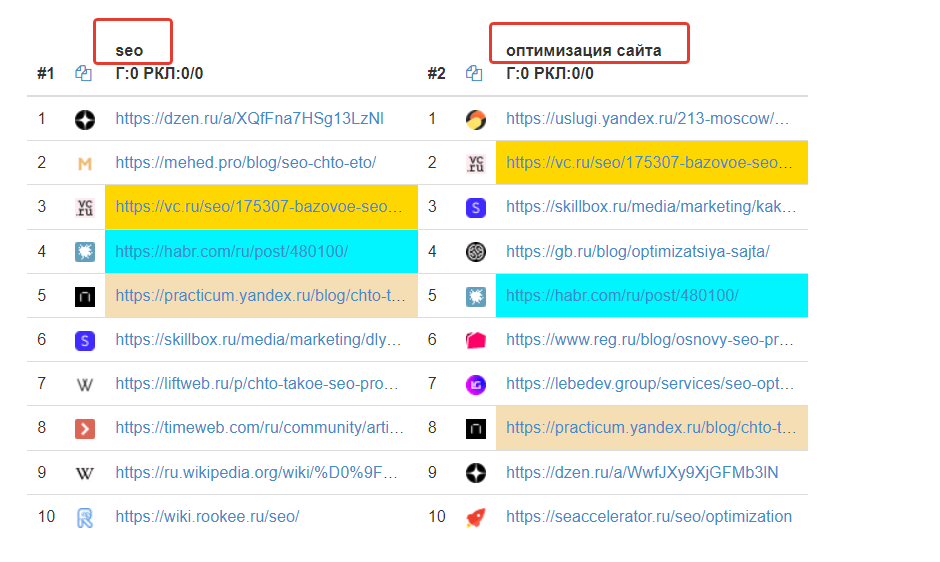 seo
#1 Г:0 РКЛ:0/0
1 https://dzen.ru/a/XQfFna7HSg13LzNI
2 https://mehed.pro/blog/seo-chto-eto/
3 https://vc.ru/seo/175307-bazovoe-seo...
4 https://habr.com/ru/post/480100/
5 https://practicum.yandex.ru/blog/chto-t...
6 https://skillbox.ru/media/marketing/dly...
7 https://liftweb.ru/p/chto-takoe-seo-pro...
8 https://timeweb.com/ru/community/arti...
9 https://ru.wikipedia.org/wiki/%D0%9F...
10 https://wiki.rookee.ru/seo/
оптимизация сайта
#2 Г:0 РКЛ:0/0
1 https://uslugi.yandex.ru/213-moscow/...
2 https://vc.ru/seo/175307-bazovoe-seo...
3 https://skillbox.ru/media/marketing/kak...
4 https://gb.ru/blog/optimizatsiya-sajta/
5 https://habr.com/ru/post/480100/
6 https://www.reg.ru/blog/osnovy-seo-pr...
7 https://lebedev.group/services/seo-opt...
8 https://practicum.yandex.ru/blog/chto-t...
9 https://dzen.ru/a/WwfJXy9XjGFMb3lN
10 https://seaccelerator.ru/seo/optimization